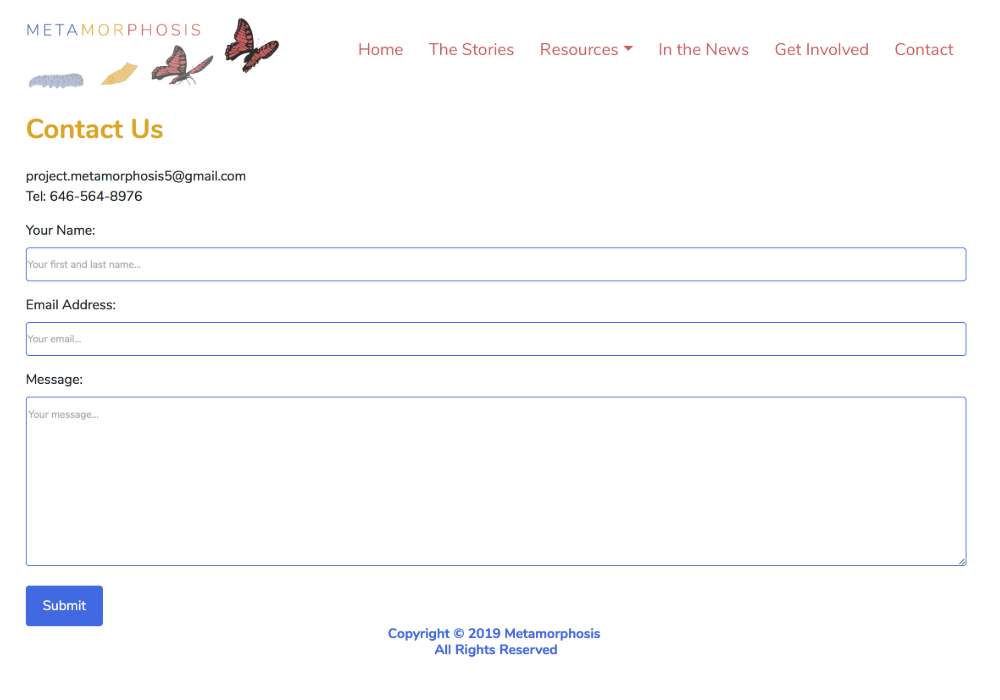 METAMORPHOSIS
Home The Stories Resources In the News Get Involved Contact
Contact Us
project.metamorphosis5@gmail.com
Tel: 646-564-8976
Your Name:
Your first and last name...
Email Address:
Your email...
Message:
Your message...
Submit
Copyright © 2019 Metamorphosis
All Rights Reserved